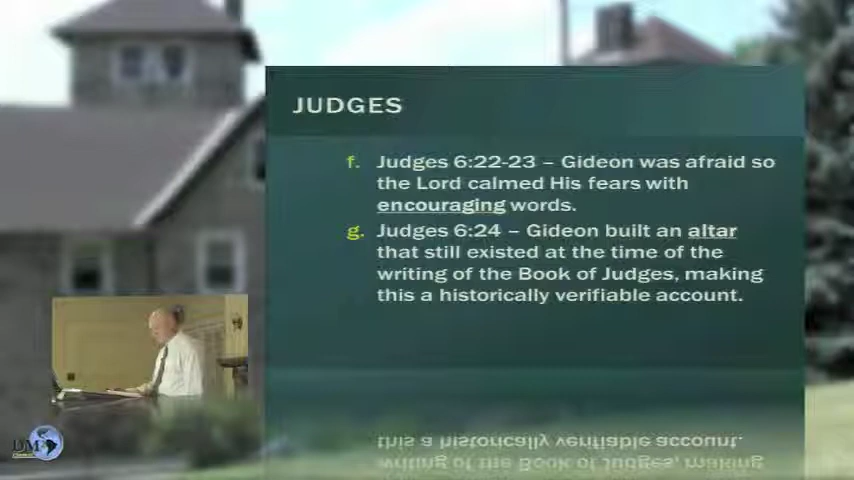 JUDGES
f. Judges 6:22-23 – Gideon was afraid so
the Lord calmed His fears with
encouraging words.
g. Judges 6:24 – Gideon built an altar
that still existed at the time of the
writing of the Book of Judges, making
this a historically verifiable account.
this a historically verifiable account.
writing of the Book of Judges, making
DM